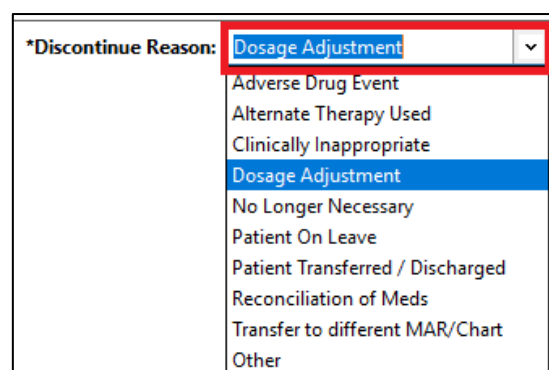 *Discontinue Reason: Dosage Adjustment
Adverse Drug Event
Alternate Therapy Used
Clinically Inappropriate
Dosage Adjustment
No Longer Necessary
Patient On Leave
Patient Transferred / Discharged
Reconciliation of Meds
Transfer to different MAR/Chart
Other